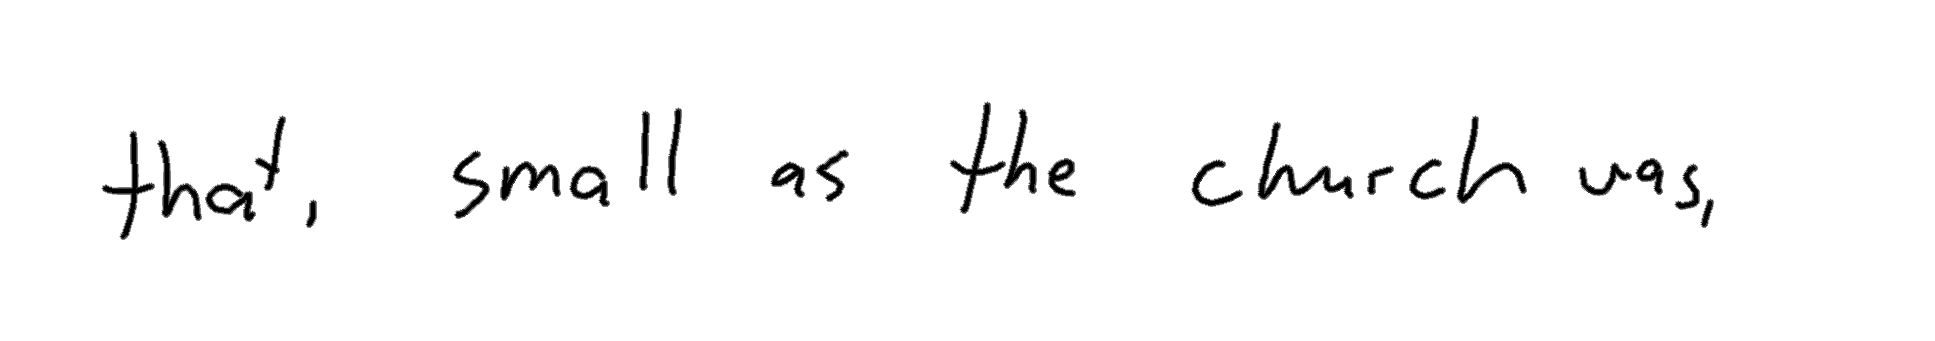 that, small as the church was,